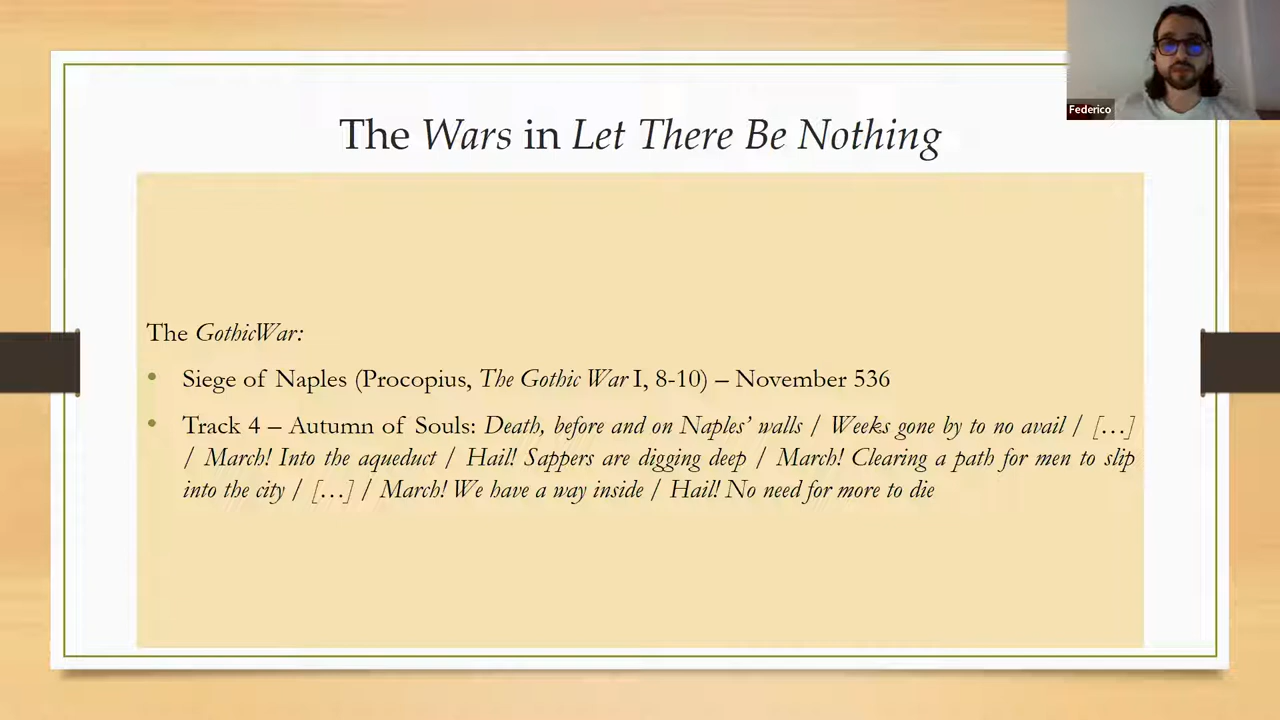 Federico
The Wars in Let There Be Nothing
The GothicWar:
• Siege of Naples (Procopius, The Gothic War I, 8-10) – November 536
• Track 4 – Autumn of Souls: Death, before and on Naples’ walls / Weeks gone by to no avail / […]
/ March! Into the aqueduct / Hail! Sappers are digging deep / March! Clearing a path for men to slip
into the city / […] / March! We have a way inside / Hail! No need for more to die